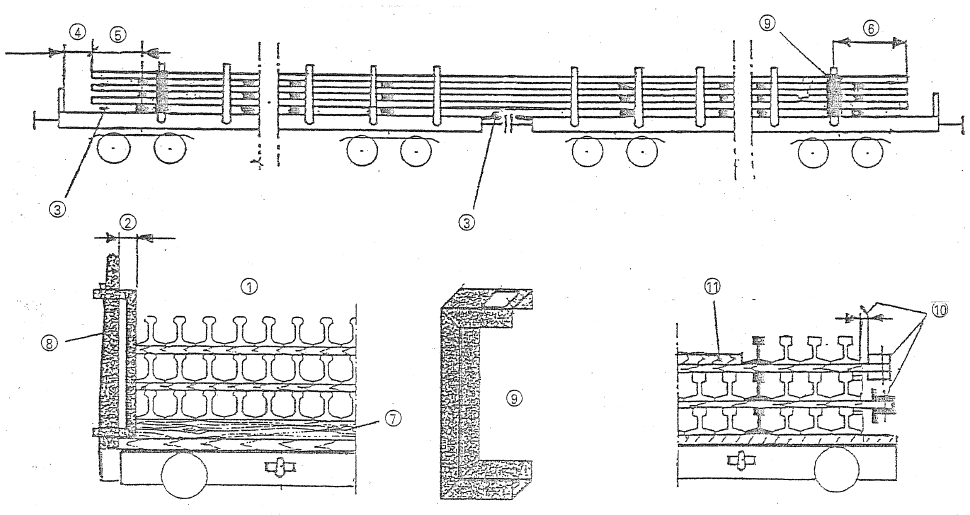 ④ ⑤ ⑨ ⑥
③ ③
②
① ⑪ ⑩
⑧
⑨
⑦